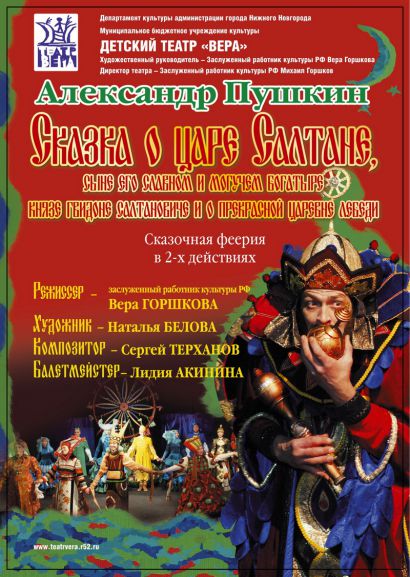 ТЕАТР
ВЕРА
Департамент культуры администрации города Нижнего Новгорода
Муниципальное бюджетное учреждение культуры
ДЕТСКИЙ ТЕАТР «ВЕРА»
Художественный руководитель – Заслуженный работник культуры РФ Вера Горшкова
Директор театра – Заслуженный работник культуры РФ Михаил Горшков
Александр Пушкин
Сказка о царе Салтане,
сыне его славном и могучем богатыре
князе Гвидоне Салтановиче и о прекрасной царевне лебеди
Сказочная феерия
в 2-х действиях
Режиссер – заслуженный работник культуры РФ
Вера ГОРШКОВА
Художник – Наталья БЕЛОВА
Композитор – Сергей ТЕРХАНОВ
Балетмейстер – Лидия АКИНИНА
www.teatrvera.r52.ru